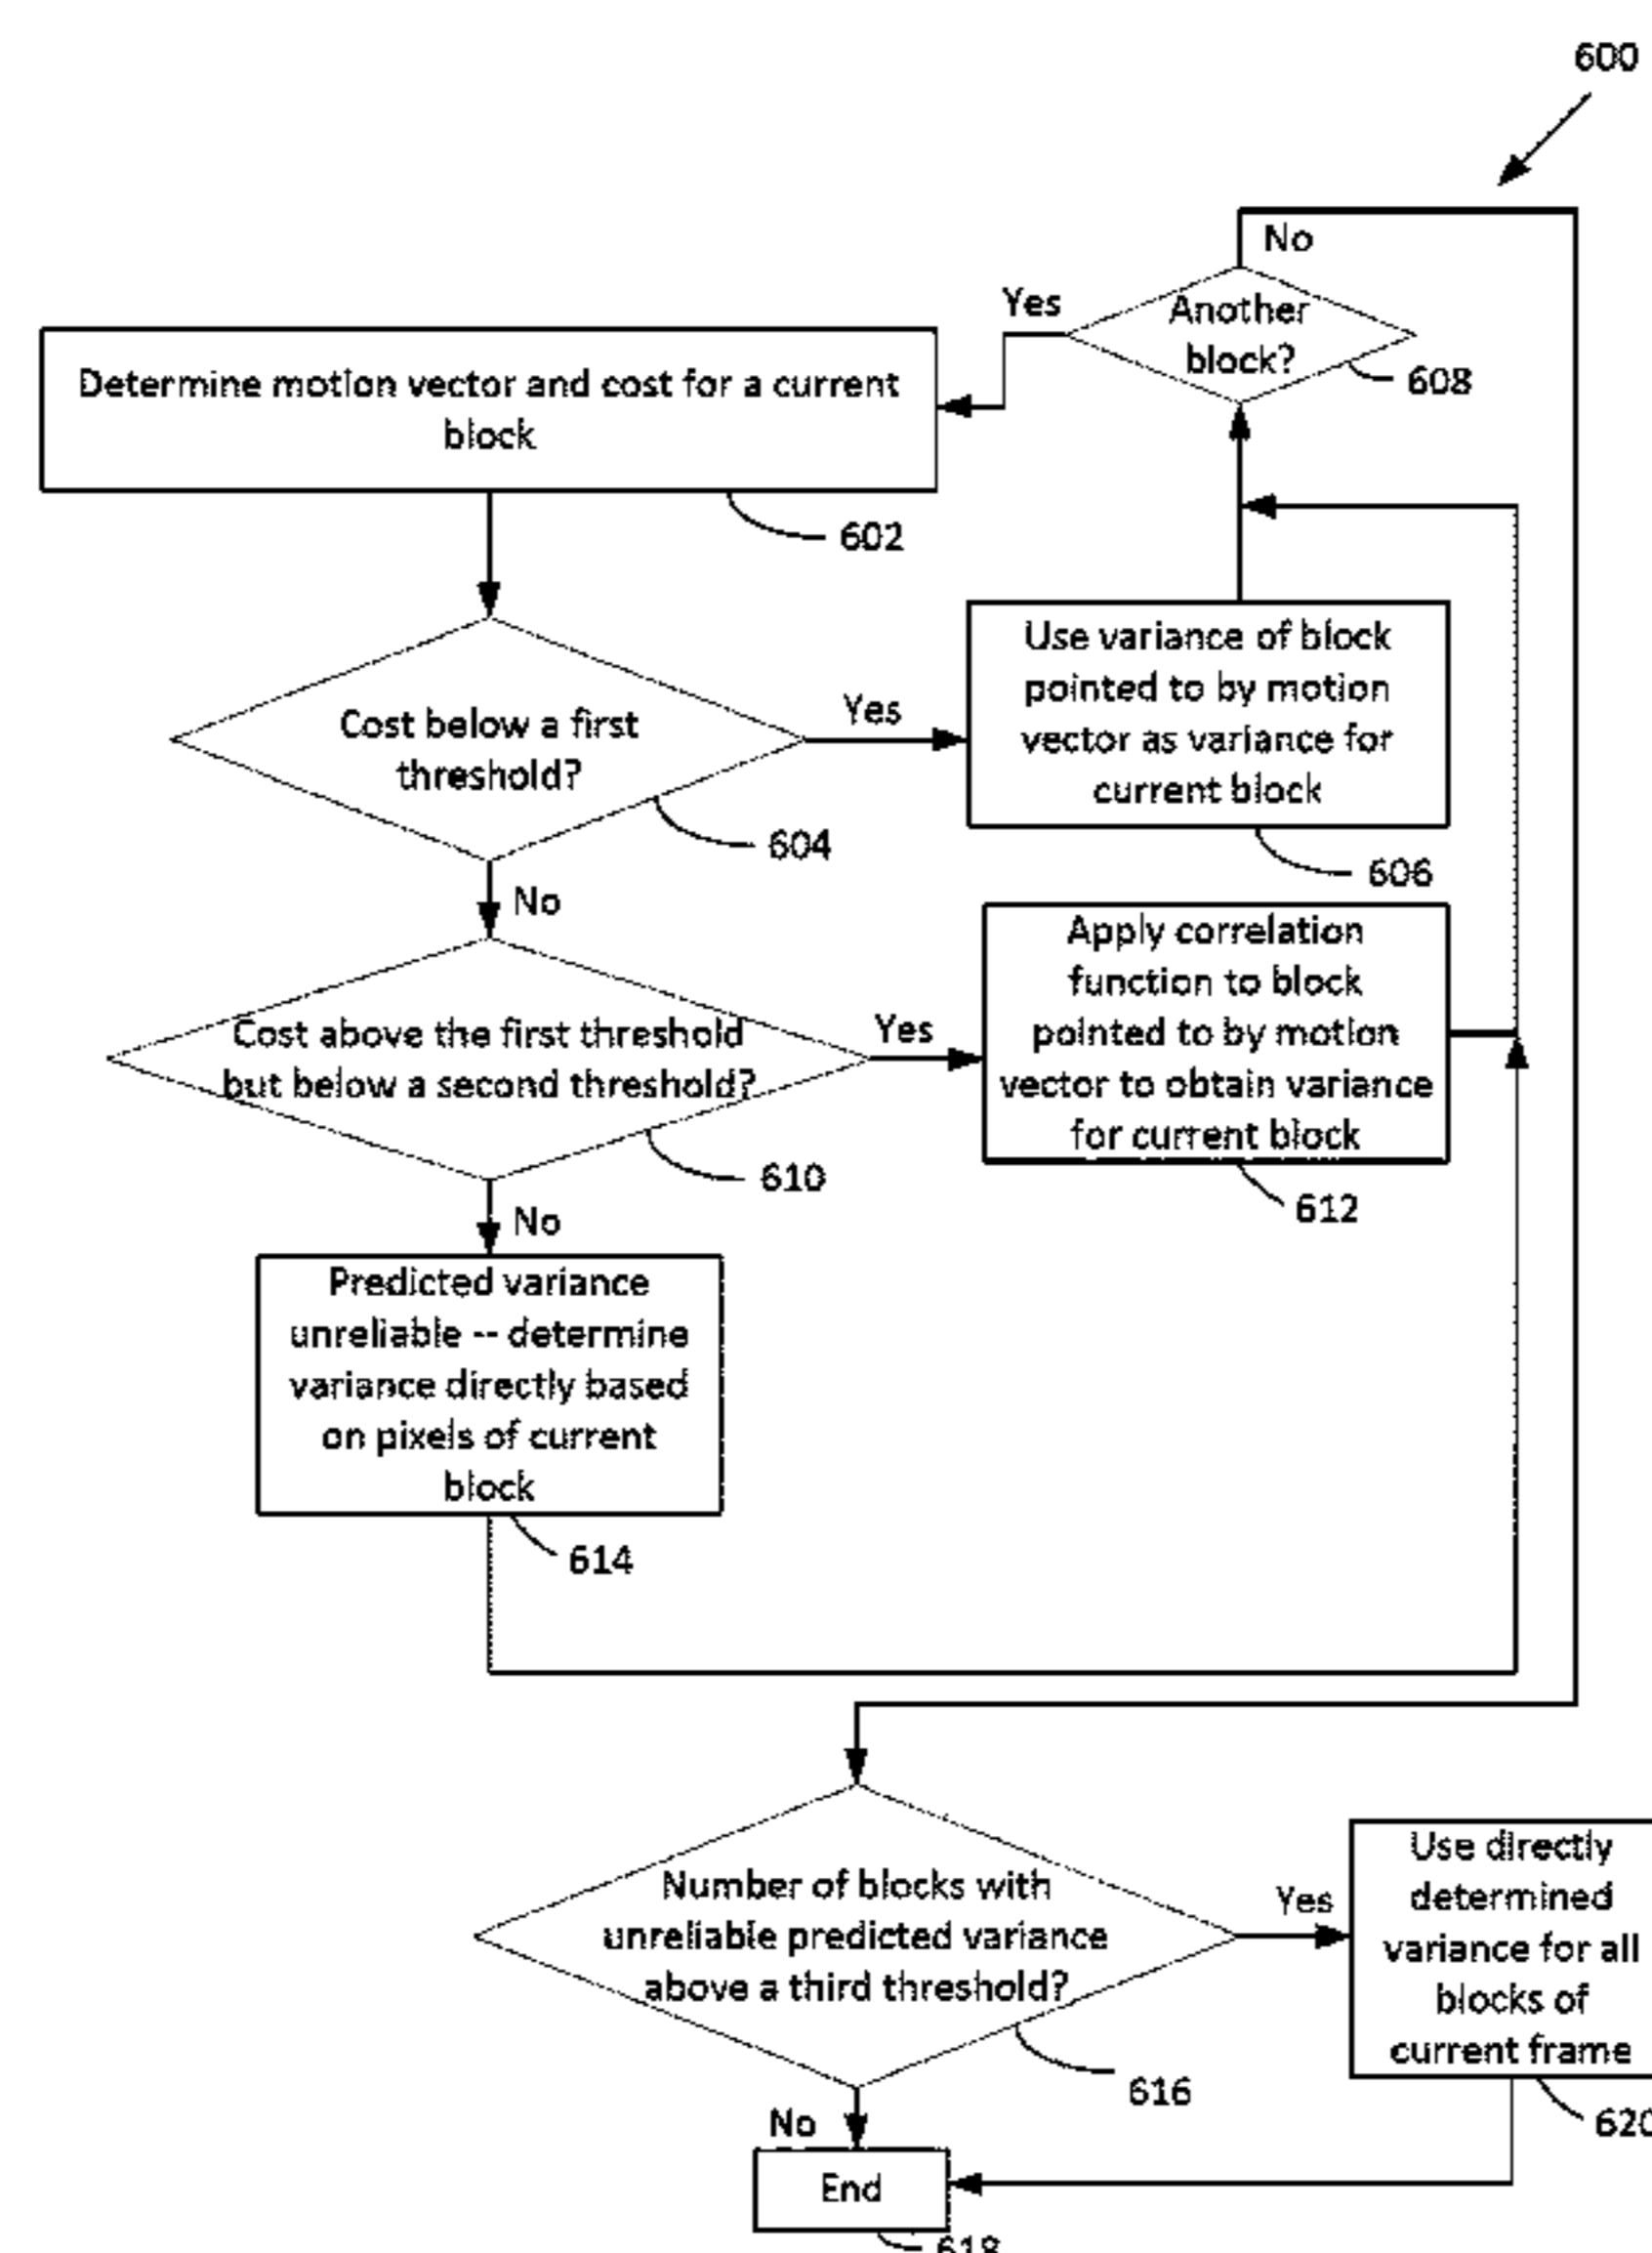 600
No
Yes
Another
block?
608
Determine motion vector and cost for a current
block
602
Use variance of block
pointed to by motion
vector as variance for
current block
606
Yes
Cost below a first
threshold?
604
No
Apply correlation
function to block
pointed to by motion
vector to obtain variance
for current block
612
Yes
Cost above the first threshold
but below a second threshold?
610
No
Predicted variance
unreliable -- determine
variance directly based
on pixels of current
block
614
Number of blocks with
unreliable predicted variance
above a third threshold?
616
Yes
Use directly
determined
variance for all
blocks of
current frame
620
No
End
618